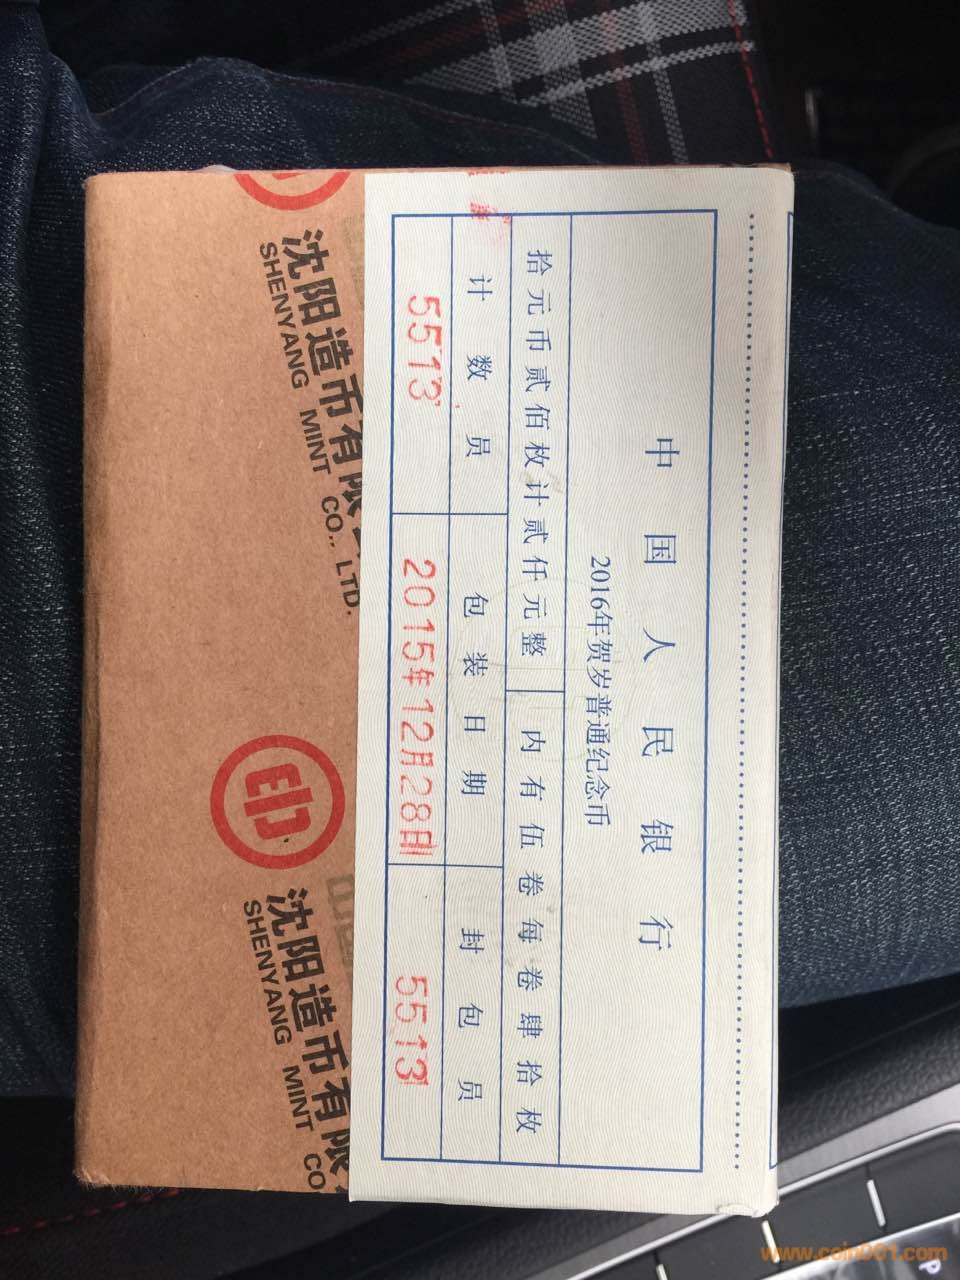 中国人民银行
2016年贺岁普通纪念币
拾元币贰佰枚计贰仟元整 内有伍卷每卷肆拾枚
计数员 包装日期 封包员
5513 2015年12月28日 5513
沈阳造币有限
SHENYANG MINT CO., LTD.
沈阳造币有限
SHENYANG MINT CO
www.coin001.com
P